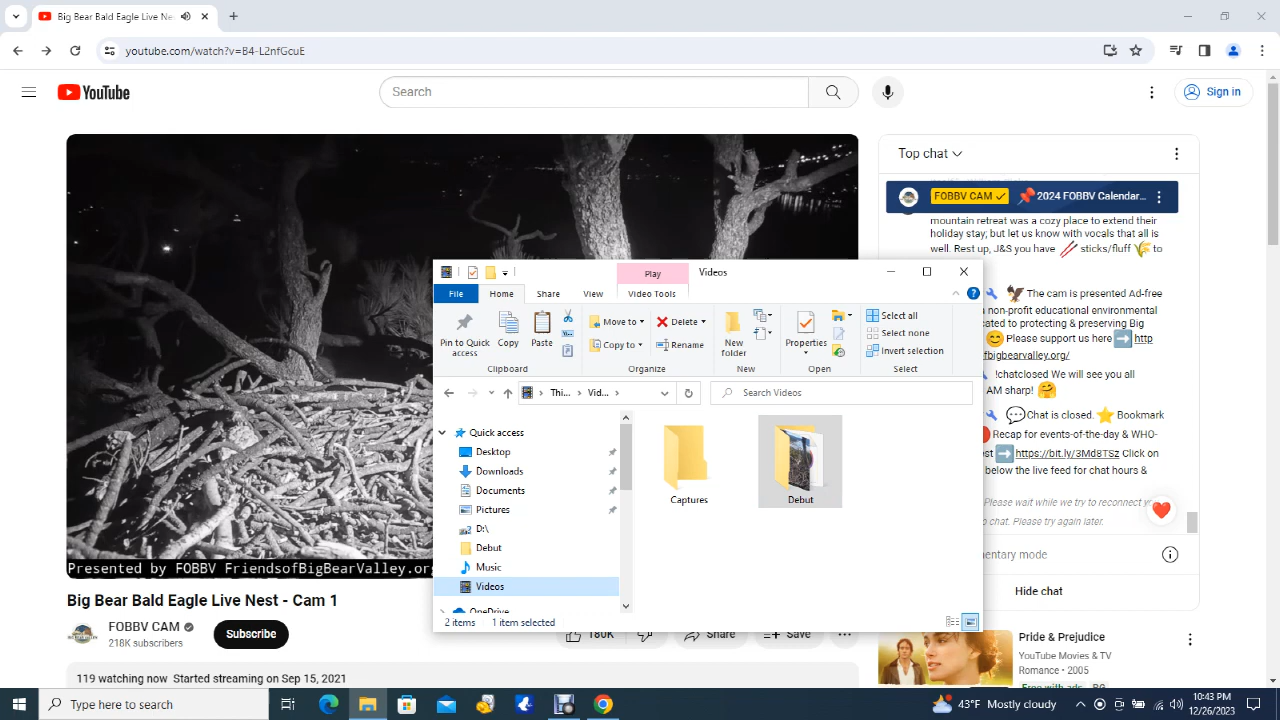 Big Bear Bald Eagle Live Ne
youtube.com/watch?v=B4-L2nfGcuE
YouTube
Search
Sign in
Presented by FOBBV FriendsofBigBearValley.org
Big Bear Bald Eagle Live Nest - Cam 1
FOBBV CAM
218K subscribers
Subscribe
180K
Share
Save
119 watching now Started streaming on Sep 15, 2021
Top chat
FOBBV CAM 2024 FOBBV Calendar...
mountain retreat was a cozy place to extend their
holiday stay; but let us know with vocals that all is
well. Rest up, J&S you have sticks/fluff to
The cam is presented Ad-free
non-profit educational environmental
cated to protecting & preserving Big
Please support us here http
fbigbearvalley.org/
!chatclosed We will see you all
AM sharp!
Chat is closed. Bookmark
Recap for events-of-the-day & WHO-
est https://bit.ly/3Md8TSz Click on
below the live feed for chat hours &
Please wait while we try to reconnect y
chat. Please try again later.
mentary mode
Hide chat
Pride & Prejudice
YouTube Movies & TV
Romance • 2005
Free with ads PG
Play
Videos
File
Home
Share
View
Video Tools
Pin to Quick
access
Copy
Paste
Move to
Copy to
Delete
Rename
New
folder
Properties
Select all
Select none
Invert selection
Clipboard
Organize
New
Open
Select
Thi...
Vid...
Search Videos
Quick access
Desktop
Downloads
Documents
Pictures
D:\
Debut
Music
Videos
OneDrive
Captures
Debut
2 items
1 item selected
Type here to search
43°F Mostly cloudy
10:43 PM
12/26/2023